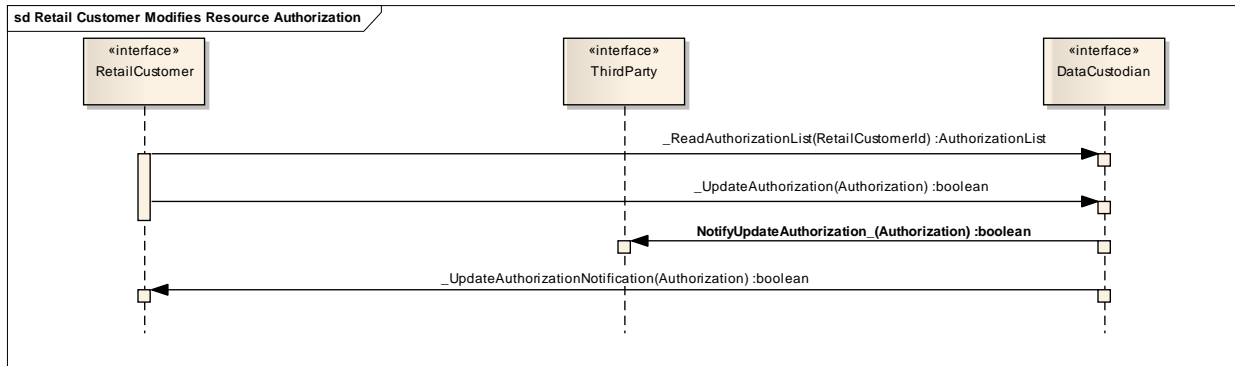 sd Retail Customer Modifies Resource Authorization
«interface»
RetailCustomer
«interface»
ThirdParty
«interface»
DataCustodian
_ReadAuthorizationList(RetailCustomerId) :AuthorizationList
_UpdateAuthorization(Authorization) :boolean
NotifyUpdateAuthorization_(Authorization) :boolean
_UpdateAuthorizationNotification(Authorization) :boolean